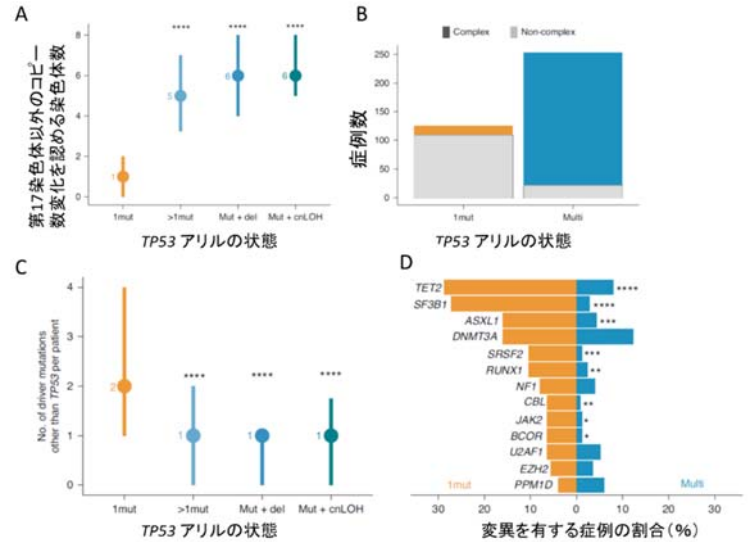 A
第17染色体以外のコピー
数変化を認める染色体数
8
6
4
2
0
****
****
****
1
5
6
6
1mut
>1mut
Mut + del
Mut + cnLOH
TP53 アリルの状態
B
Complex
Non-complex
症例数
250
200
150
100
50
0
1mut
Multi
TP53 アリルの状態
C
No. of driver mutations
other than TP53 per patient
4
3
2
1
0
****
****
****
2
1
1
1
1mut
>1mut
Mut + del
Mut + cnLOH
TP53 アリルの状態
D
TET2 ****
SF3B1 ****
ASXL1 ***
DNMT3A
SRSF2 ***
RUNX1 **
NF1
CBL **
JAK2 *
BCOR *
U2AF1
EZH2
PPM1D
1mut
Multi
30 20 10 0 10 20 30
変異を有する症例の割合(%)